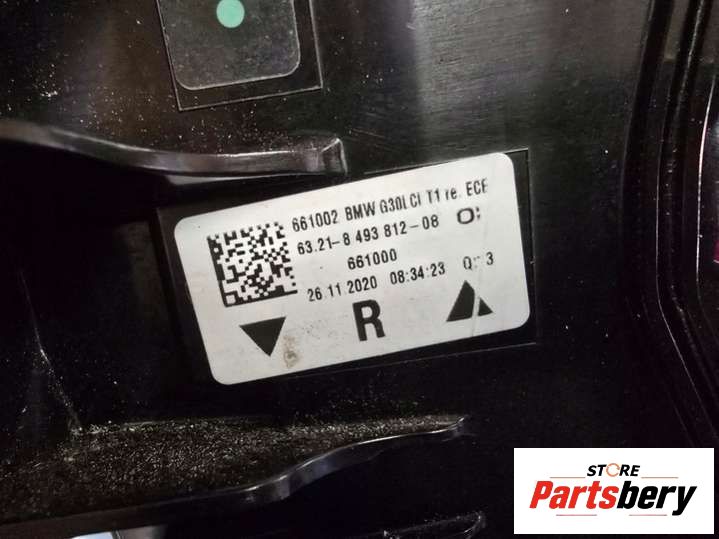 661002 BMW G30LCI T1 re. ECE
63.21-8 493 812-08
661000
26.11.2020 08:34:23
R
STORE
Partsbery